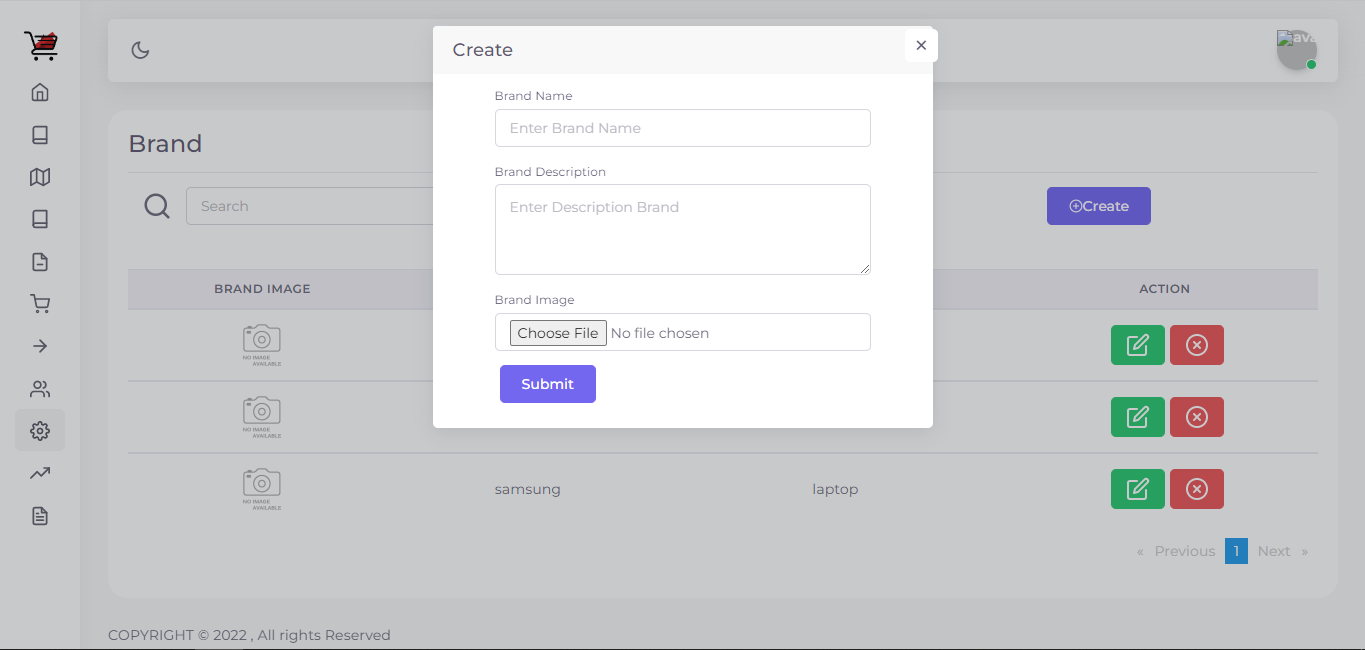 Create
×
ava
Brand Name
Enter Brand Name
Brand
Brand Description
Search
Enter Description Brand
Create
BRAND IMAGE
ACTION
Brand Image
Choose File No file chosen
NO IMAGE
AVAILABLE
Submit
NO IMAGE
AVAILABLE
NO IMAGE
AVAILABLE
samsung
laptop
« Previous 1 Next »
COPYRIGHT © 2022 , All rights Reserved